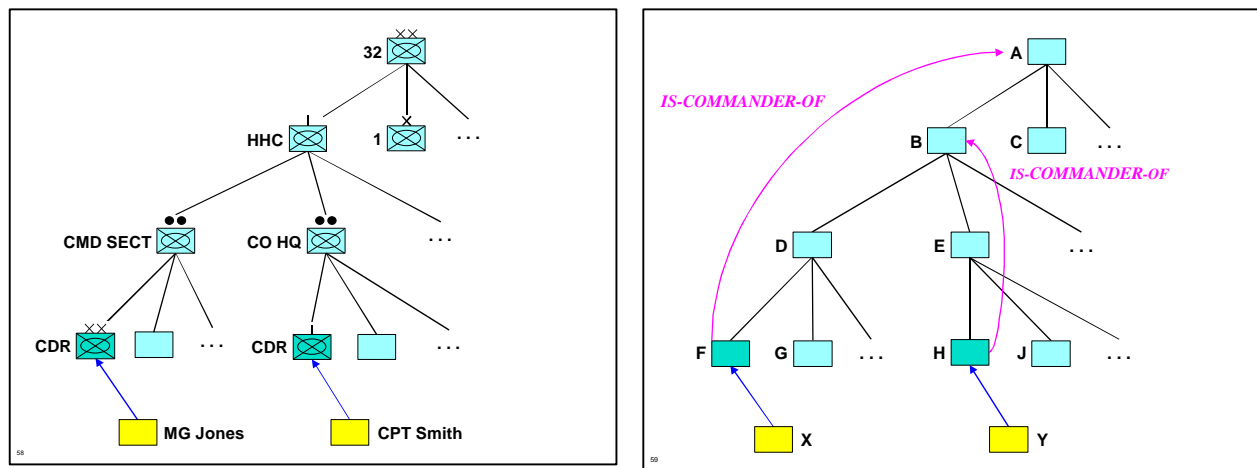 32
HHC
1
. . .
CMD SECT
CO HQ
. . .
CDR
. . .
CDR
. . .
MG Jones
CPT Smith
58
A
IS-COMMANDER-OF
B
C
. . .
IS-COMMANDER-OF
D
E
. . .
F
G
. . .
H
J
. . .
X
Y
59